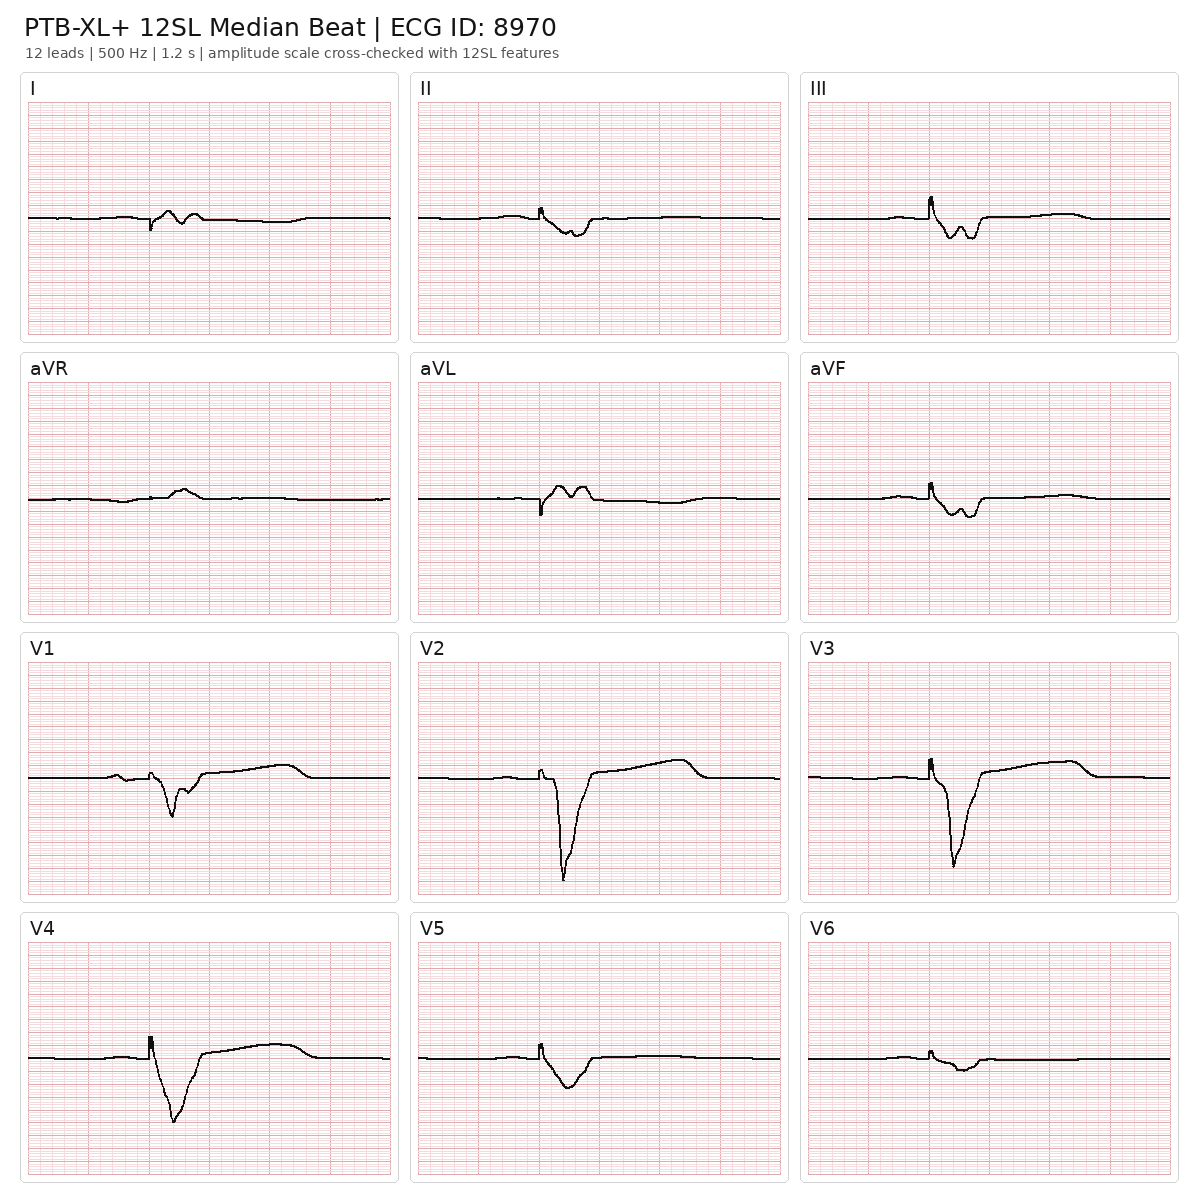 PTB-XL+ 12SL Median Beat | ECG ID: 8970
12 leads | 500 Hz | 1.2 s | amplitude scale cross-checked with 12SL features
I
II
III
aVR
aVL
aVF
V1
V2
V3
V4
V5
V6